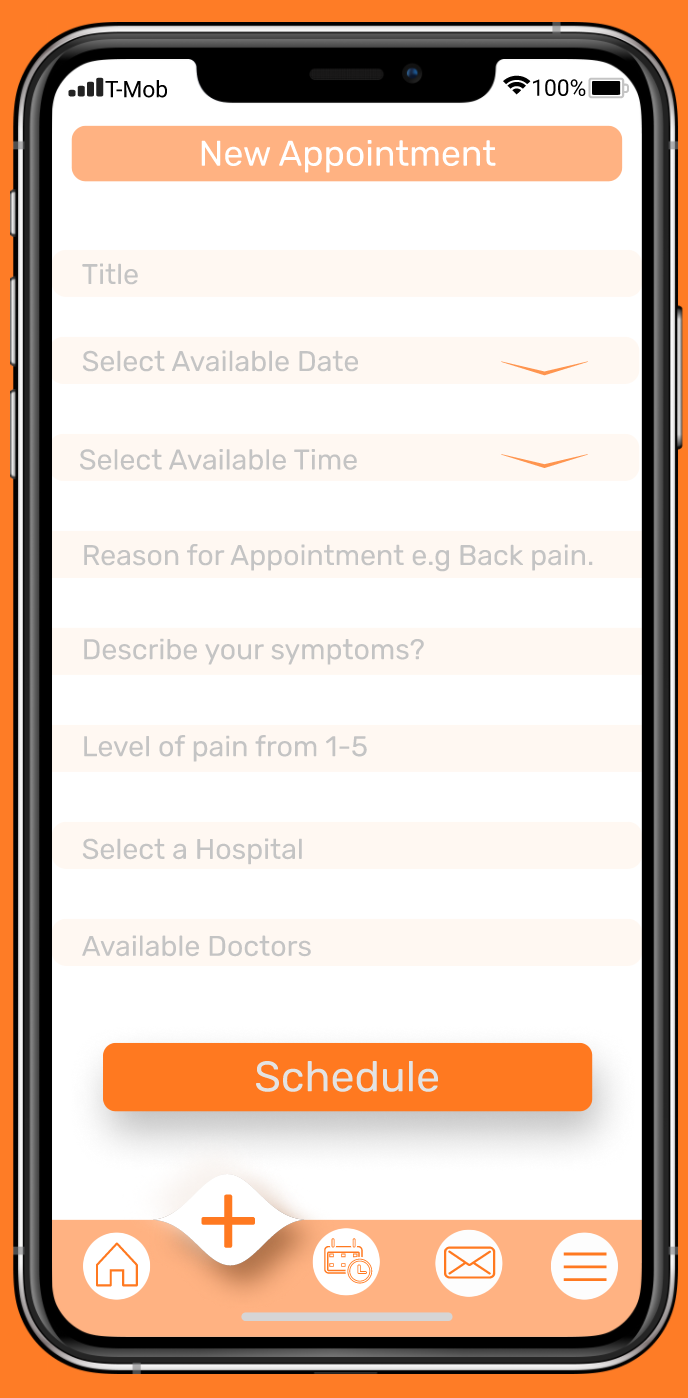 T-Mob 100%
New Appointment
Title
Select Available Date
Select Available Time
Reason for Appointment e.g Back pain.
Describe your symptoms?
Level of pain from 1-5
Select a Hospital
Available Doctors
Schedule